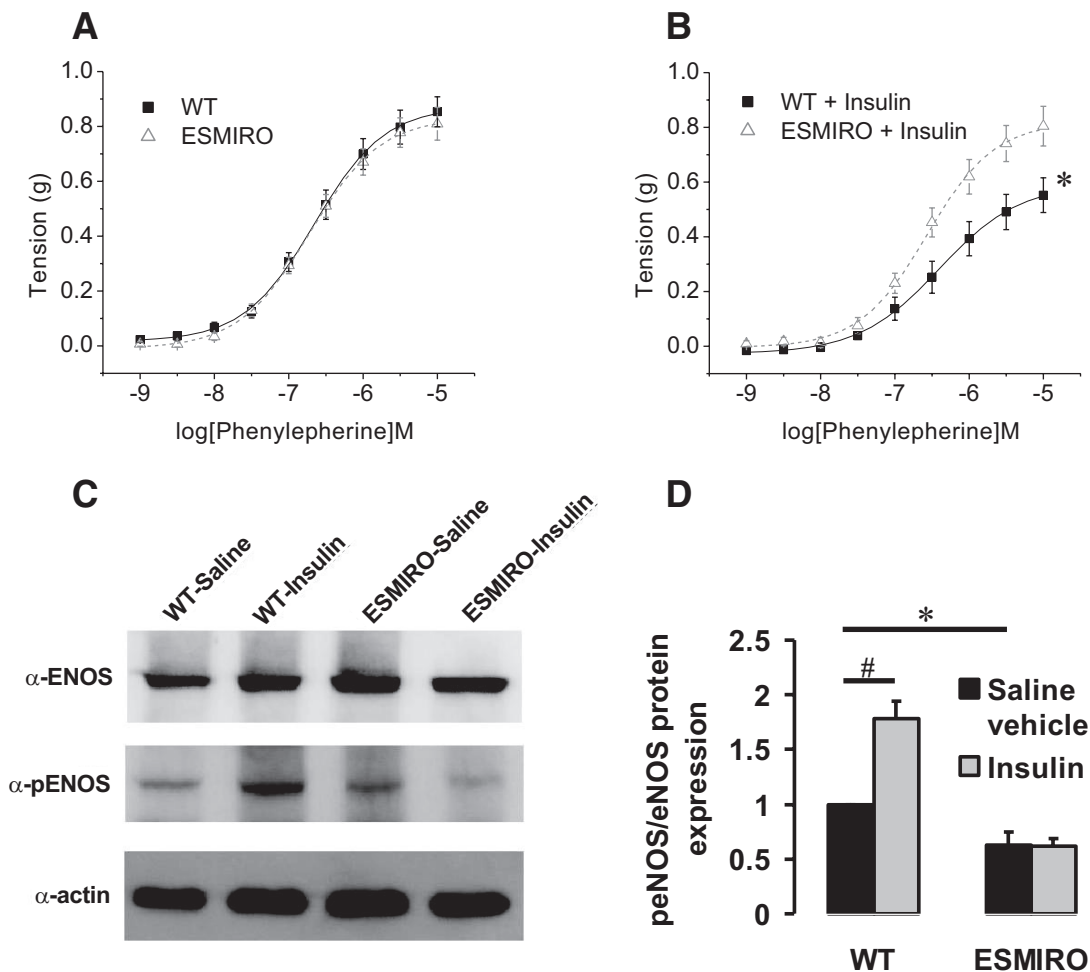 A
WT
ESMIRO
1.0
0.8
0.6
0.4
0.2
0.0
Tension (g)
-9 -8 -7 -6 -5
log[Phenylepherine]M
B
WT + Insulin
ESMIRO + Insulin
1.0
0.8
0.6
0.4
0.2
0.0
Tension (g)
*
-9 -8 -7 -6 -5
log[Phenylepherine]M
C
WT-Saline
WT-Insulin
ESMIRO-Saline
ESMIRO-Insulin
α-ENOS
α-pENOS
α-actin
D
peNOS/eNOS protein
expression
2.5
2
1.5
1
0.5
0
*
#
Saline
vehicle
Insulin
WT
ESMIRO